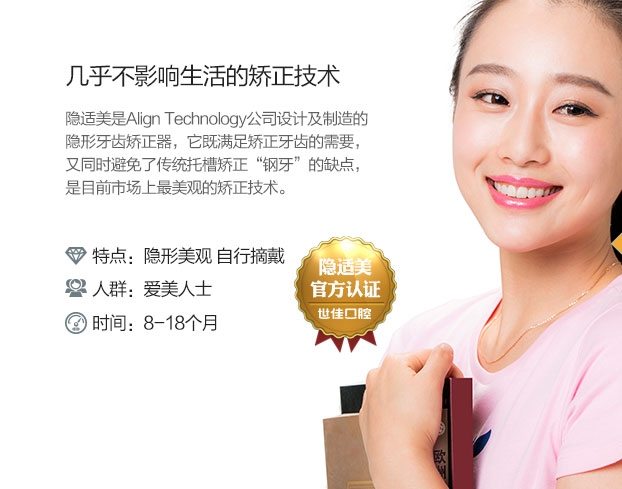 几乎不影响生活的矫正技术
隐适美是Align Technology公司设计及制造的
隐形牙齿矫正器，它既满足矫正牙齿的需要，
又同时避免了传统托槽矫正“钢牙”的缺点，
是目前市场上最美观的矫正技术。
特点：隐形美观 自行摘戴
人群：爱美人士
时间：8-18个月
隐适美
官方认证
世佳口腔
欧洲